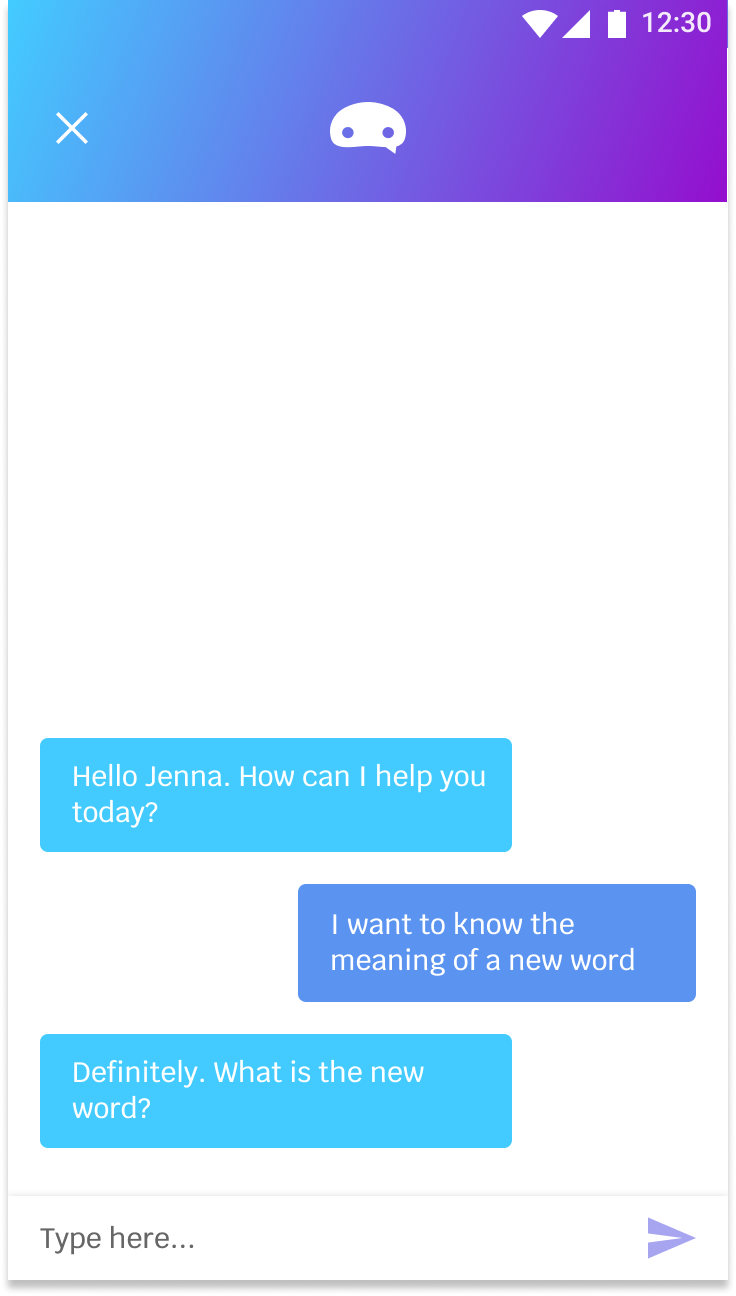 12:30
Hello Jenna. How can I help you
today?
I want to know the
meaning of a new word
Definitely. What is the new
word?
Type here...